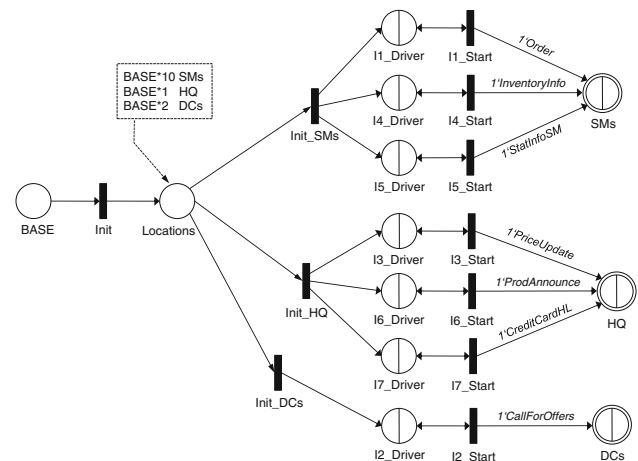 BASE*10 SMs
BASE*1 HQ
BASE*2 DCs
BASE
Init
Locations
Init_SMs
I1_Driver
I1_Start
1'Order
I4_Driver
I4_Start
1'InventoryInfo
SMs
I5_Driver
I5_Start
1'StatInfoSM
Init_HQ
I3_Driver
I3_Start
1'PriceUpdate
I6_Driver
I6_Start
1'ProdAnnounce
HQ
I7_Driver
I7_Start
1'CreditCardHL
Init_DCs
I2_Driver
I2_Start
1'CallForOffers
DCs